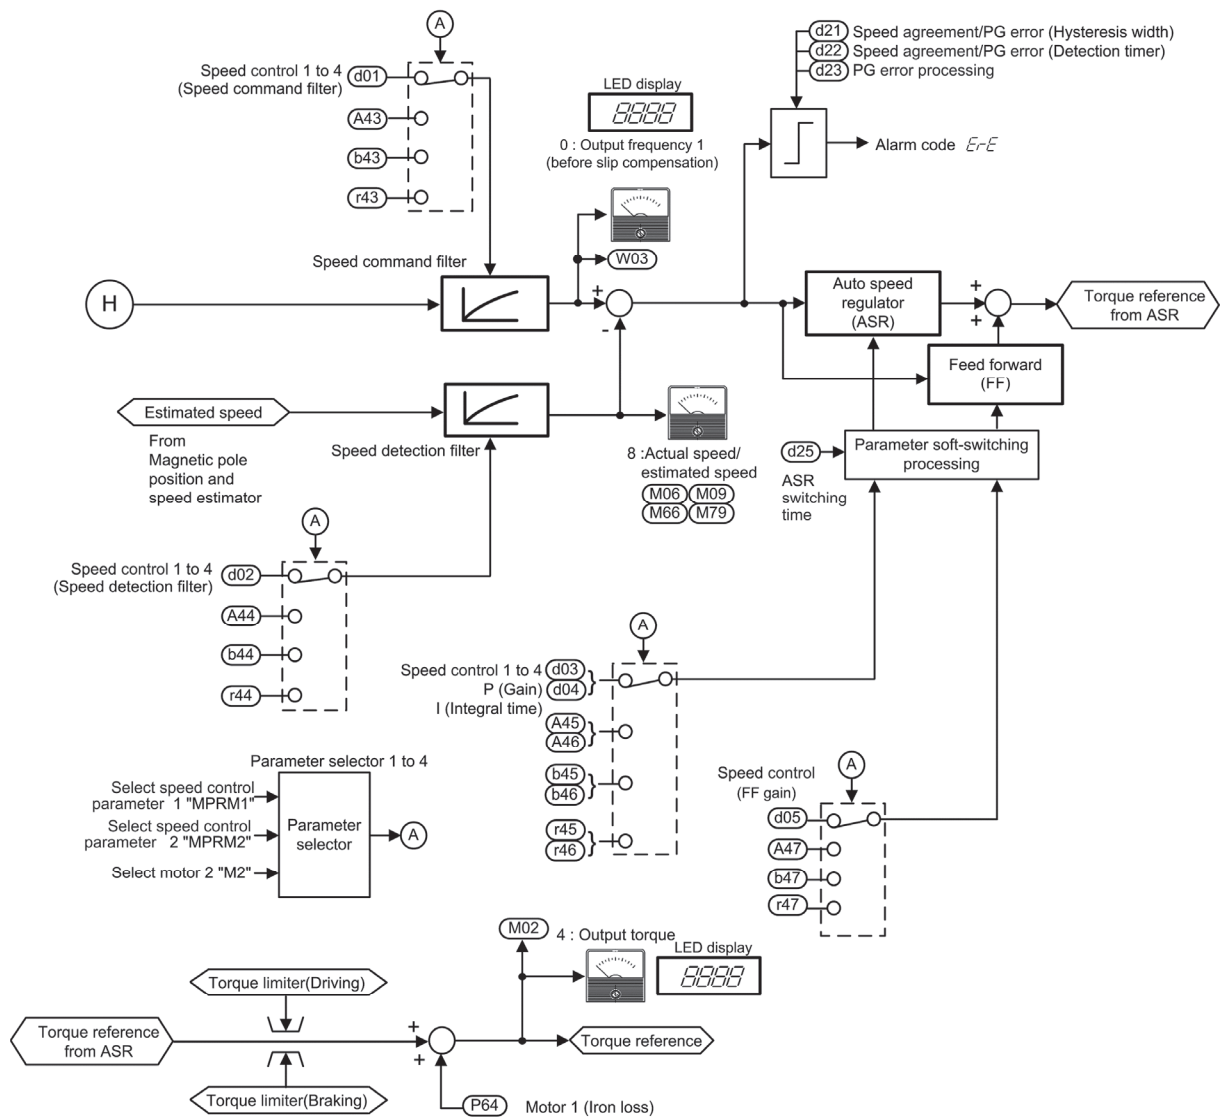 A
d21 Speed agreement/PG error (Hysteresis width)
d22 Speed agreement/PG error (Detection timer)
d23 PG error processing
Speed control 1 to 4
(Speed command filter)
d01
A43
b43
r43
LED display
8888
0 : Output frequency 1
(before slip compensation)
Alarm code ErE
W03
Speed command filter
H
+
-
Auto speed
regulator
(ASR)
+
+
Torque reference
from ASR
Feed forward
(FF)
Estimated speed
From
Magnetic pole
position and
speed estimator
Speed detection filter
8 :Actual speed/
estimated speed
M06 M09
M66 M79
d25
ASR
switching
time
Parameter soft-switching
processing
A
Speed control 1 to 4
(Speed detection filter)
d02
A44
b44
r44
A
Speed control 1 to 4
P (Gain)
I (Integral time)
d03
d04
A45
A46
b45
b46
r45
r46
Parameter selector 1 to 4
Select speed control
parameter 1 "MPRM1"
Select speed control
parameter 2 "MPRM2"
Select motor 2 "M2"
Parameter
selector
A
Speed control
(FF gain)
A
d05
A47
b47
r47
M02
4 : Output torque
LED display
8888
Torque limiter(Driving)
Torque reference
from ASR
+
+
Torque reference
Torque limiter(Braking)
P64
Motor 1 (Iron loss)